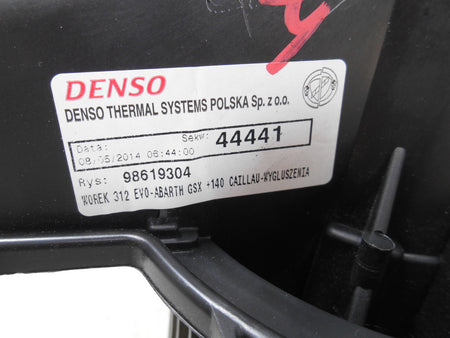 DENSO
DENSO THERMAL SYSTEMS POLSKA Sp. z o.o.
Data: Sekw: 44441
08/05/2014 06:44:00
Rys: 98619304
WOREK 312 EVO-ABARTH GSX +140 CAILLAU-WYGLUSZENIA